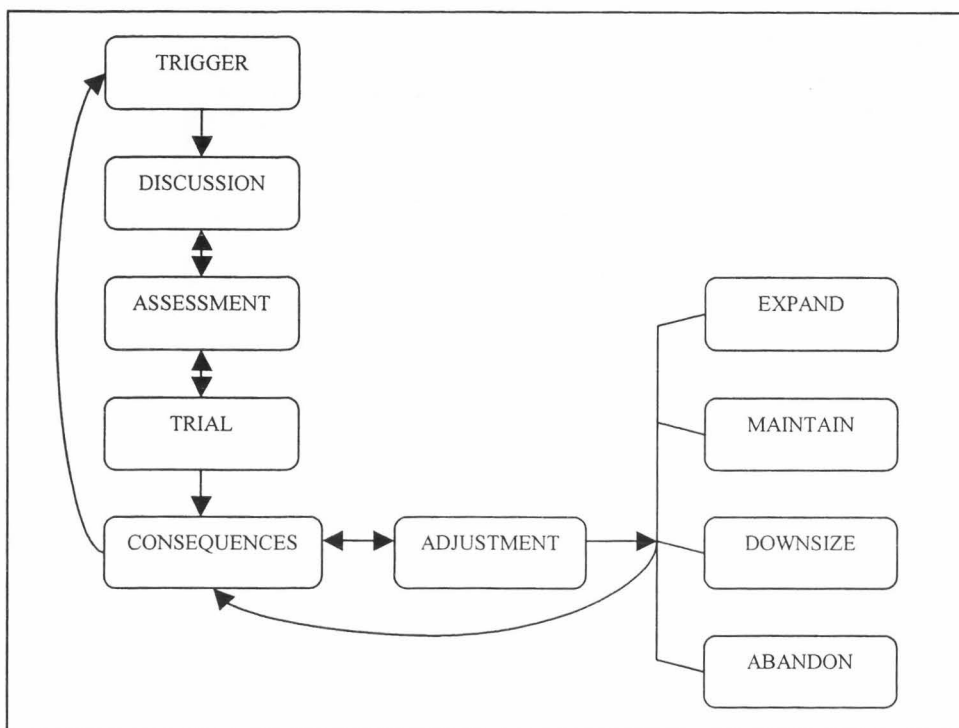 TRIGGER
DISCUSSION
ASSESSMENT
EXPAND
TRIAL
MAINTAIN
CONSEQUENCES
ADJUSTMENT
DOWNSIZE
ABANDON